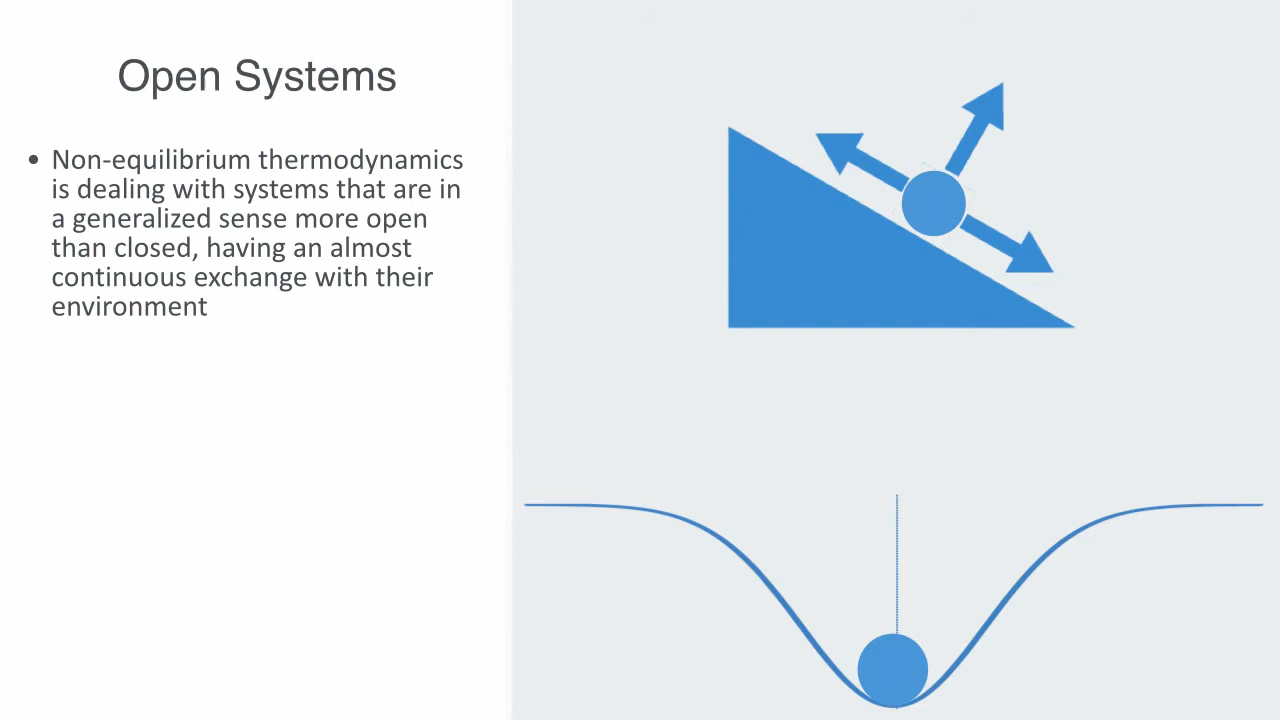 Open Systems
• Non-equilibrium thermodynamics
is dealing with systems that are in
a generalized sense more open
than closed, having an almost
continuous exchange with their
environment